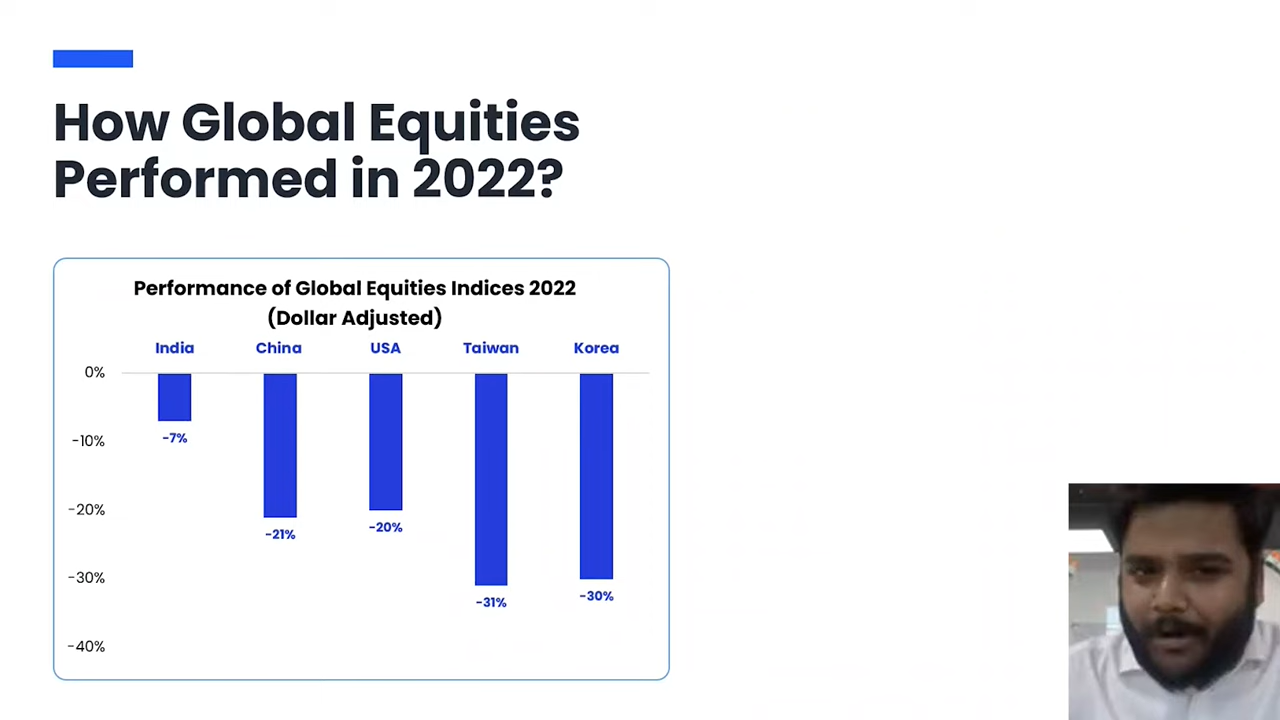 How Global Equities
Performed in 2022?
Performance of Global Equities Indices 2022
(Dollar Adjusted)
India China USA Taiwan Korea
0%
-10%
-20%
-30%
-40%
-7%
-21%
-20%
-31%
-30%